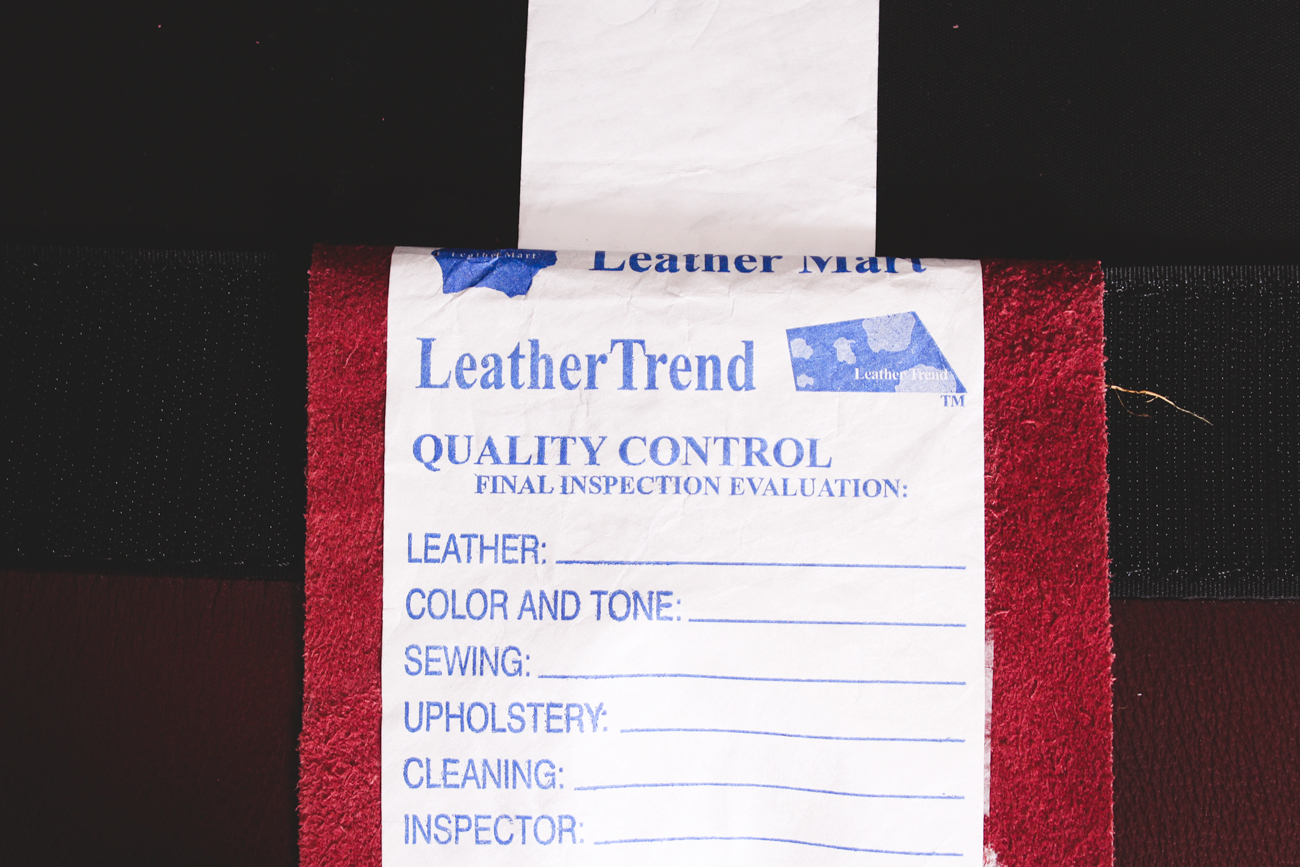 Leather Mart
Leather Mart
LeatherTrend
Leather Trend
TM
QUALITY CONTROL
FINAL INSPECTION EVALUATION:
LEATHER:
COLOR AND TONE:
SEWING:
UPHOLSTERY:
CLEANING:
INSPECTOR: